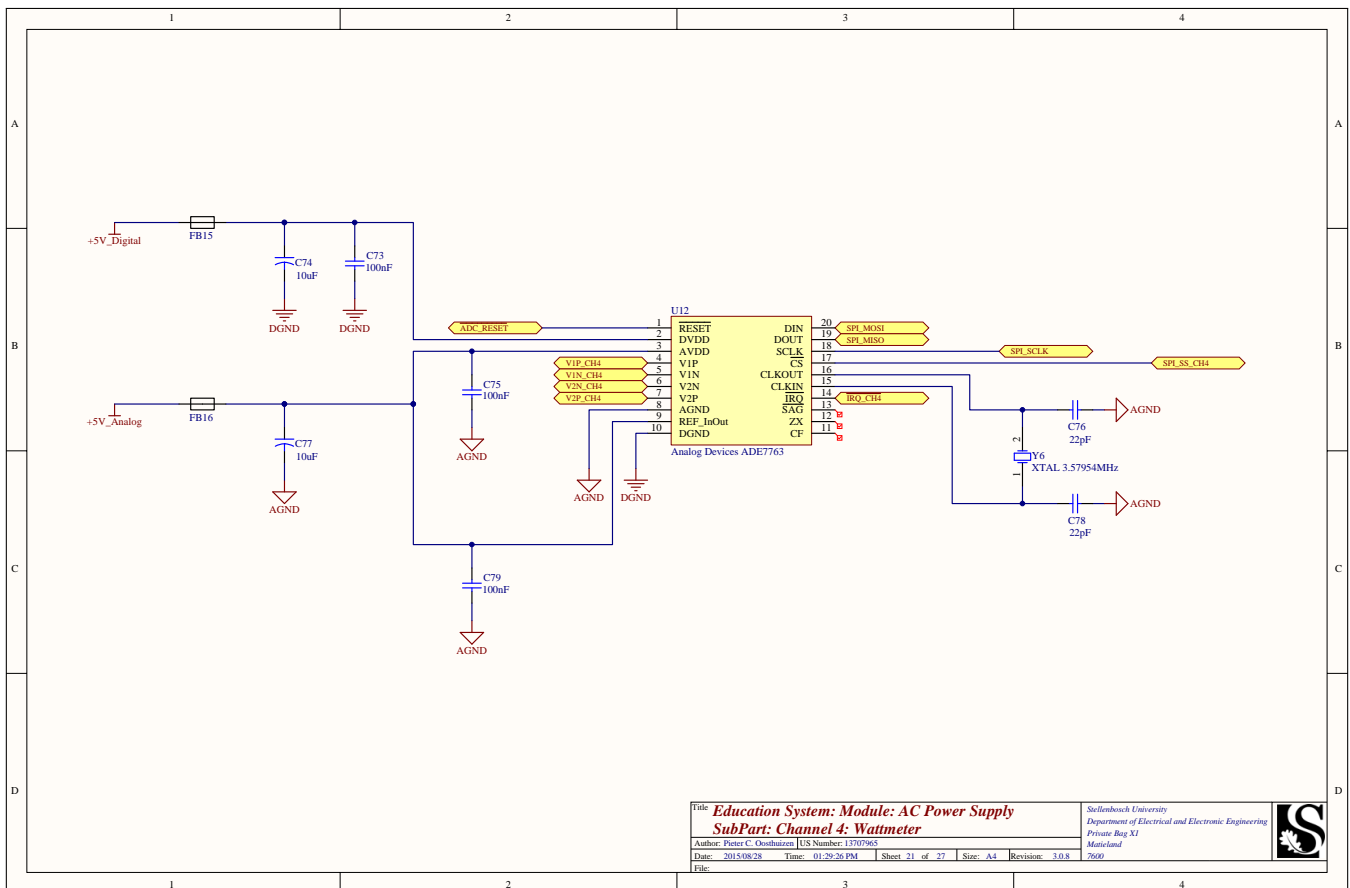 1 2 3 4
A A
+5V_Digital
FB15
C74
10uF
C73
100nF
DGND DGND
B B
U12
ADC_RESET 1 RESET DIN 20 SPI_MOSI
2 DVDD DOUT 19 SPI_MISO
3 AVDD SCLK 18 SPI_SCLK
V1P_CH4 4 V1P CS 17 SPI_SS_CH4
V1N_CH4 5 V1N CLKOUT 16
V2N_CH4 6 V2N CLKIN 15
V2P_CH4 7 V2P IRQ 14 IRQ_CH4
8 AGND SAG 13
9 REF_InOut ZX 12
10 DGND CF 11
Analog Devices ADE7763
C75
100nF
AGND
+5V_Analog
FB16
C77
10uF
AGND
AGND DGND
C76
22pF
AGND
2
Y6
XTAL 3.57954MHz
1
C78
22pF
AGND
C C
C79
100nF
AGND
D D
Title Education System: Module: AC Power Supply
SubPart: Channel 4: Wattmeter
Author: Pieter C. Oosthuizen US Number: 13707965
Date: 2015/08/28 Time: 01:29:26 PM Sheet 21 of 27 Size: A4 Revision: 3.0.8
File:
Stellenbosch University
Department of Electrical and Electronic Engineering
Private Bag X1
Matieland
7600
1 2 3 4